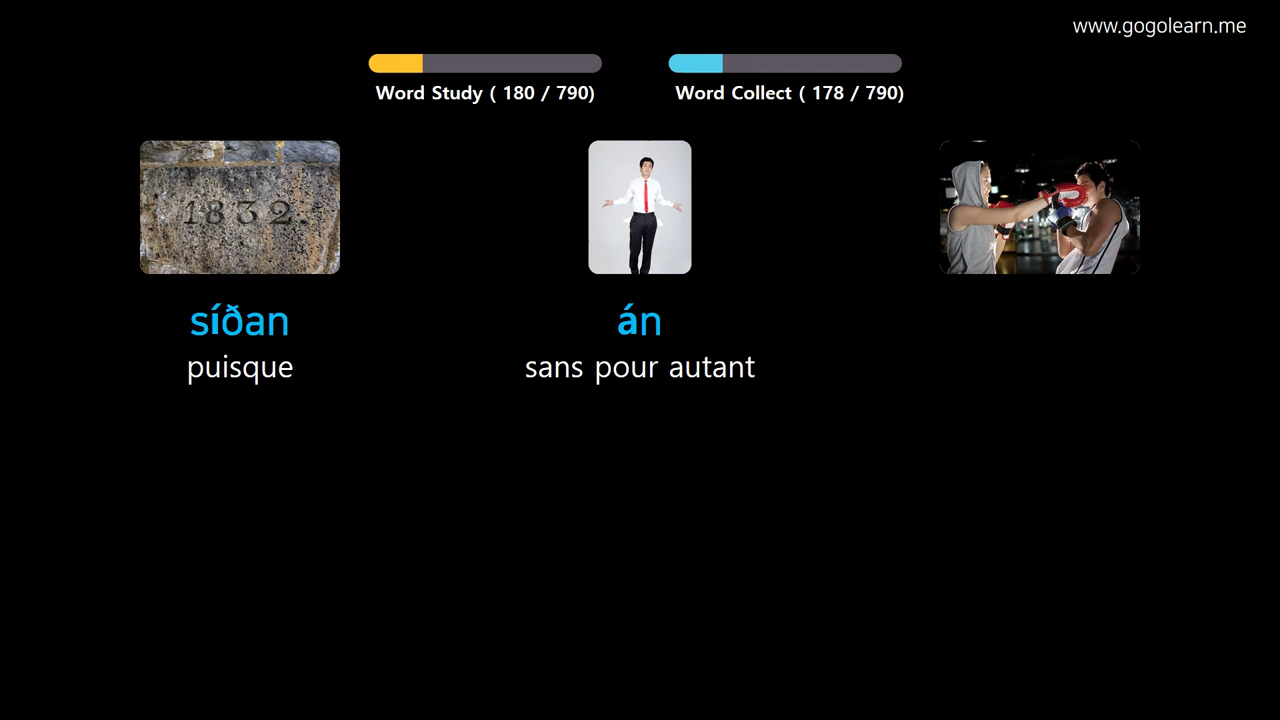 www.gogolearn.me
Word Study ( 180 / 790)
Word Collect ( 178 / 790)
1832.
síðan
án
puisque
sans pour autant